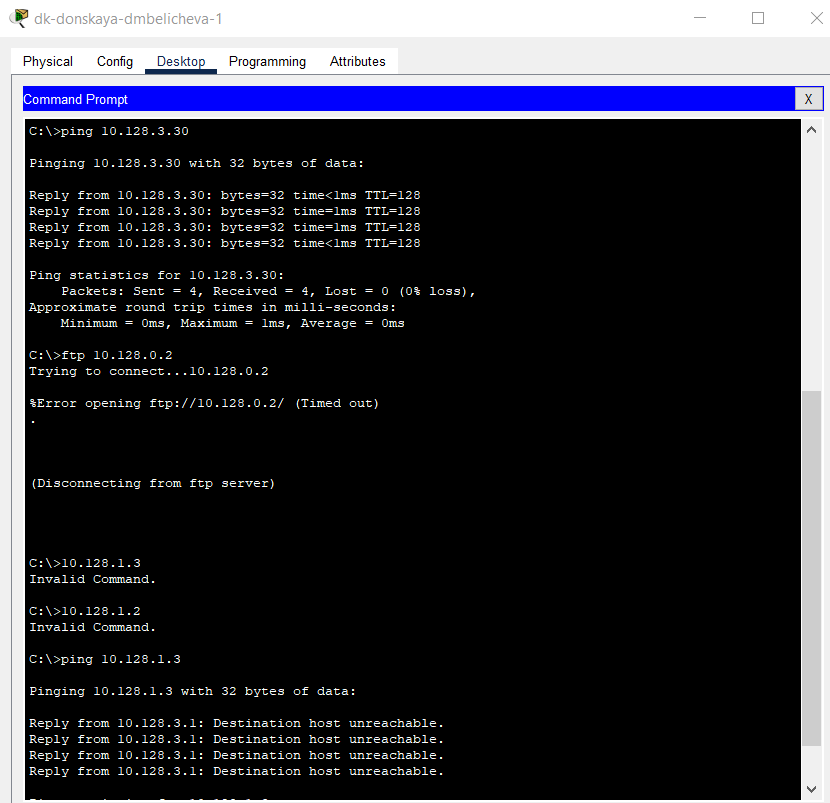 dk-donskaya-dmbelicheva-1
Physical Config Desktop Programming Attributes
Command Prompt
X
C:\>ping 10.128.3.30
Pinging 10.128.3.30 with 32 bytes of data:
Reply from 10.128.3.30: bytes=32 time<1ms TTL=128
Reply from 10.128.3.30: bytes=32 time=1ms TTL=128
Reply from 10.128.3.30: bytes=32 time=1ms TTL=128
Reply from 10.128.3.30: bytes=32 time<1ms TTL=128
Ping statistics for 10.128.3.30:
Packets: Sent = 4, Received = 4, Lost = 0 (0% loss),
Approximate round trip times in milli-seconds:
Minimum = 0ms, Maximum = 1ms, Average = 0ms
C:\>ftp 10.128.0.2
Trying to connect...10.128.0.2
%Error opening ftp://10.128.0.2/ (Timed out)
.
(Disconnecting from ftp server)
C:\>10.128.1.3
Invalid Command.
C:\>10.128.1.2
Invalid Command.
C:\>ping 10.128.1.3
Pinging 10.128.1.3 with 32 bytes of data:
Reply from 10.128.3.1: Destination host unreachable.
Reply from 10.128.3.1: Destination host unreachable.
Reply from 10.128.3.1: Destination host unreachable.
Reply from 10.128.3.1: Destination host unreachable.